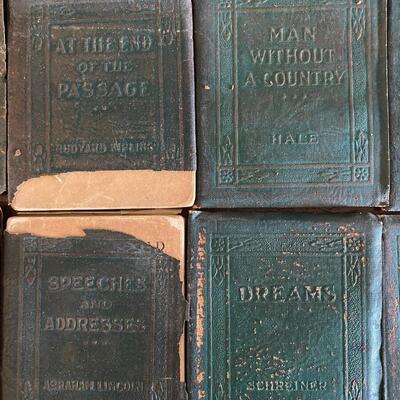 AT THE END
OF THE
PASSAGE
RUDYARD KIPLING
MAN
WITHOUT
A COUNTRY
HALE
SPEECHES
AND
ADDRESSES
ABRAHAM LINCOLN
DREAMS
SCHREINER